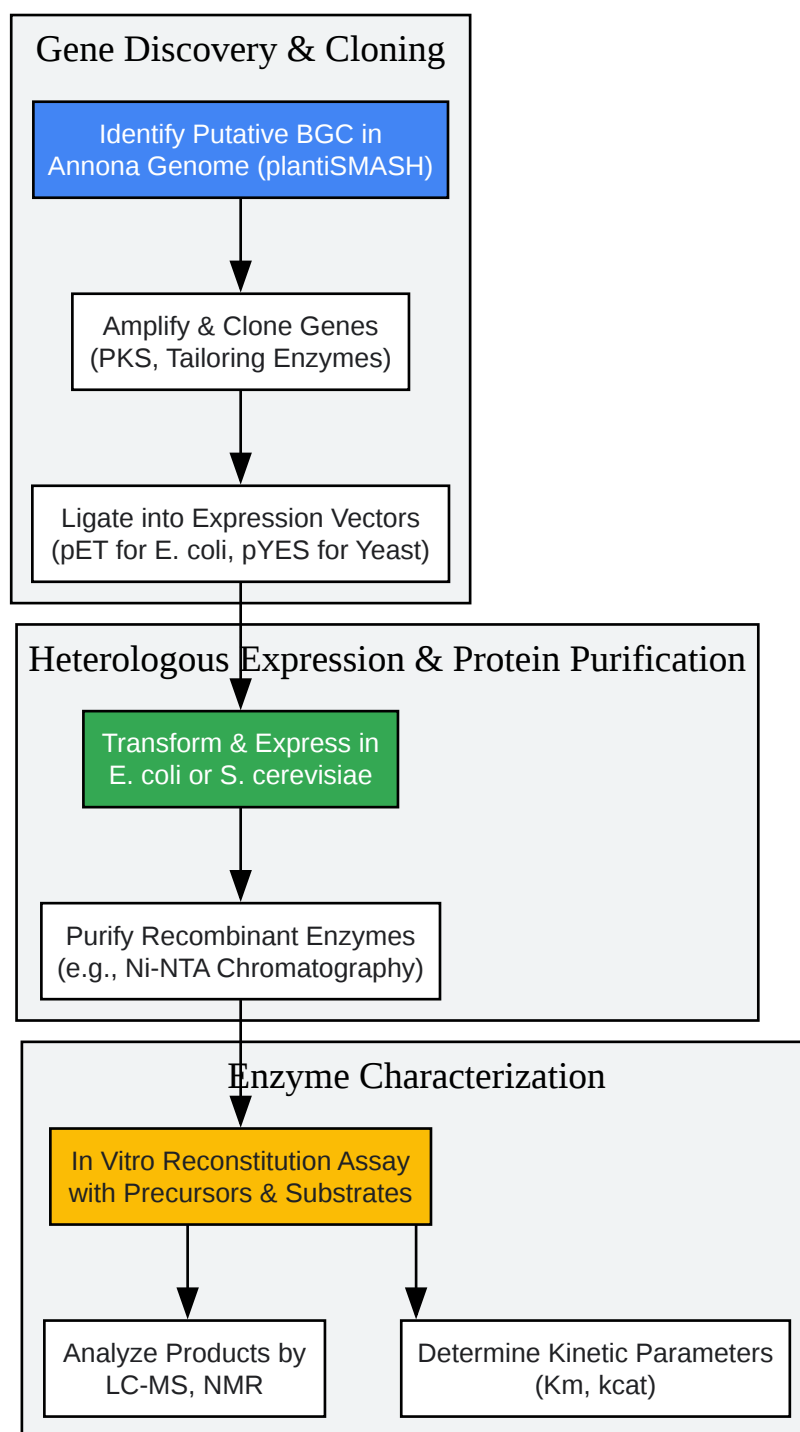 Gene Discovery & Cloning
Identify Putative BGC in
Annona Genome (plantiSMASH)
Amplify & Clone Genes
(PKS, Tailoring Enzymes)
Ligate into Expression Vectors
(pET for E. coli, pYES for Yeast)
Heterologous Expression & Protein Purification
Transform & Express in
E. coli or S. cerevisiae
Purify Recombinant Enzymes
(e.g., Ni-NTA Chromatography)
Enzyme Characterization
In Vitro Reconstitution Assay
with Precursors & Substrates
Analyze Products by
LC-MS, NMR
Determine Kinetic Parameters
(Km, kcat)